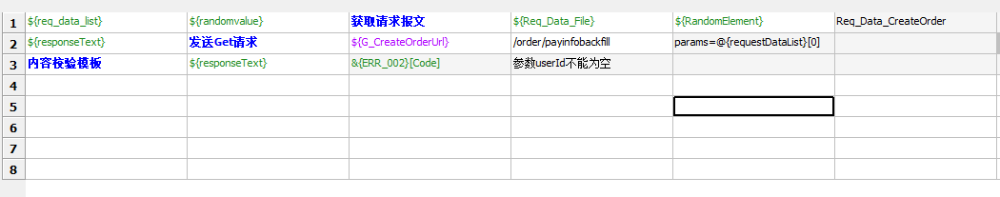 1 ${req_data_list} ${randomvalue} 获取请求报文 ${Req_Data_File} ${RandomElement} Req_Data_CreateOrder
2 ${responseText} 发送Get请求 ${G_CreateOrderUrl} /order/payinfobackfill params=@{requestDataList}[0]
3 内容校验模板 ${responseText} &{ERR_002}[Code] 参数userId不能为空
4
5
6
7
8